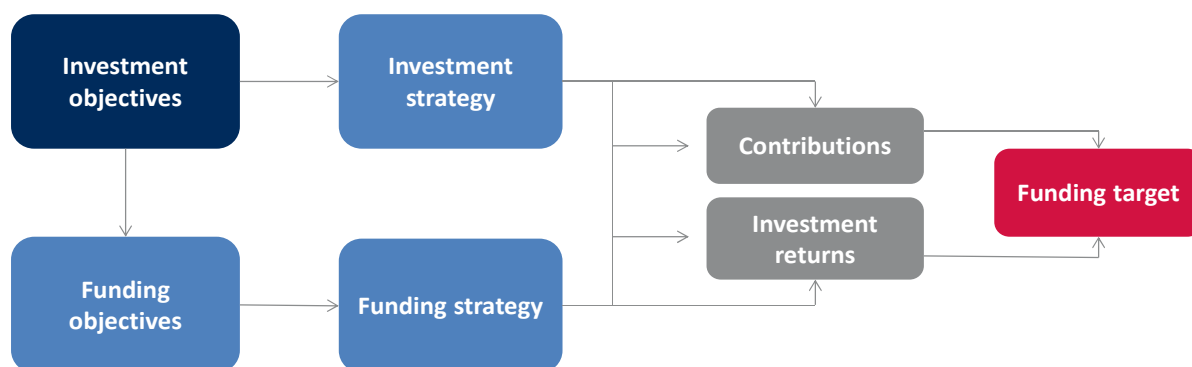 Investment
objectives
Investment
strategy
Contributions
Funding target
Investment
returns
Funding
objectives
Funding strategy